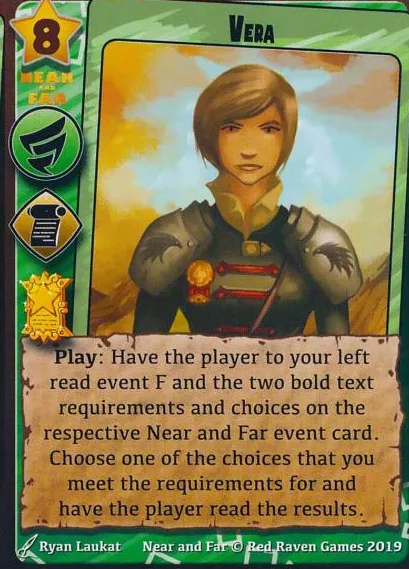 8
VERA
NEAR
AND
FAR
Play: Have the player to your left
read event F and the two bold text
requirements and choices on the
respective Near and Far event card.
Choose one of the choices that you
meet the requirements for and
have the player read the results.
Ryan Laukat Near and Far © Red Raven Games 2019